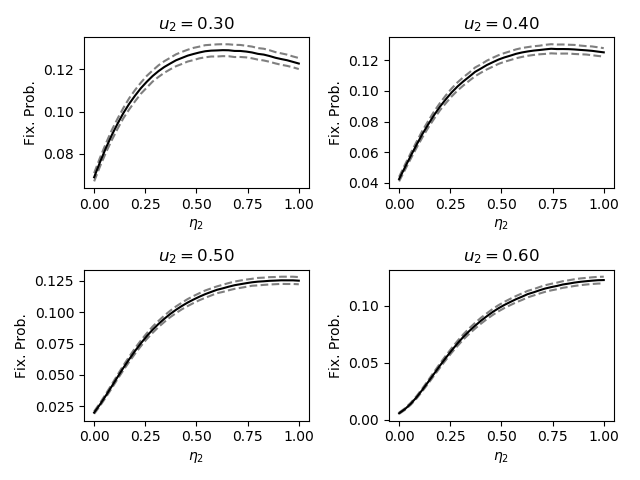 u₂ = 0.30
Fix. Prob.
0.12
0.10
0.08
0.00 0.25 0.50 0.75 1.00
η₂
u₂ = 0.40
Fix. Prob.
0.12
0.10
0.08
0.06
0.04
0.00 0.25 0.50 0.75 1.00
η₂
u₂ = 0.50
Fix. Prob.
0.125
0.100
0.075
0.050
0.025
0.00 0.25 0.50 0.75 1.00
η₂
u₂ = 0.60
Fix. Prob.
0.10
0.05
0.00
0.00 0.25 0.50 0.75 1.00
η₂